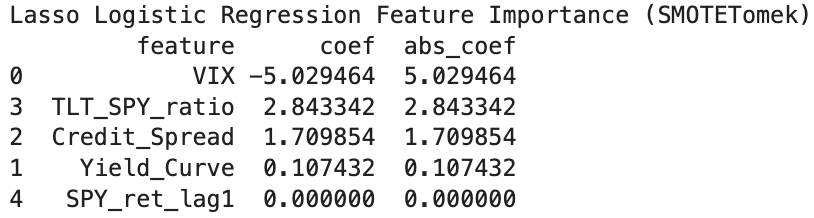 Lasso Logistic Regression Feature Importance (SMOTETomek)
feature coef abs_coef
0 VIX -5.029464 5.029464
3 TLT_SPY_ratio 2.843342 2.843342
2 Credit_Spread 1.709854 1.709854
1 Yield_Curve 0.107432 0.107432
4 SPY_ret_lag1 0.000000 0.000000